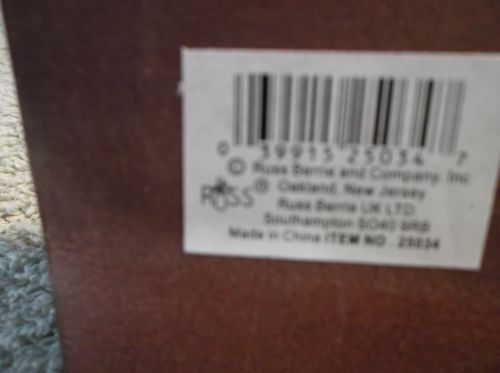 0 39915 25034 7
© Russ Berrie and Company, Inc.
RUSS ® Oakland, New Jersey
Russ Berrie UK LTD.
Southampton SO40 9RB
Made in China ITEM NO. 25034